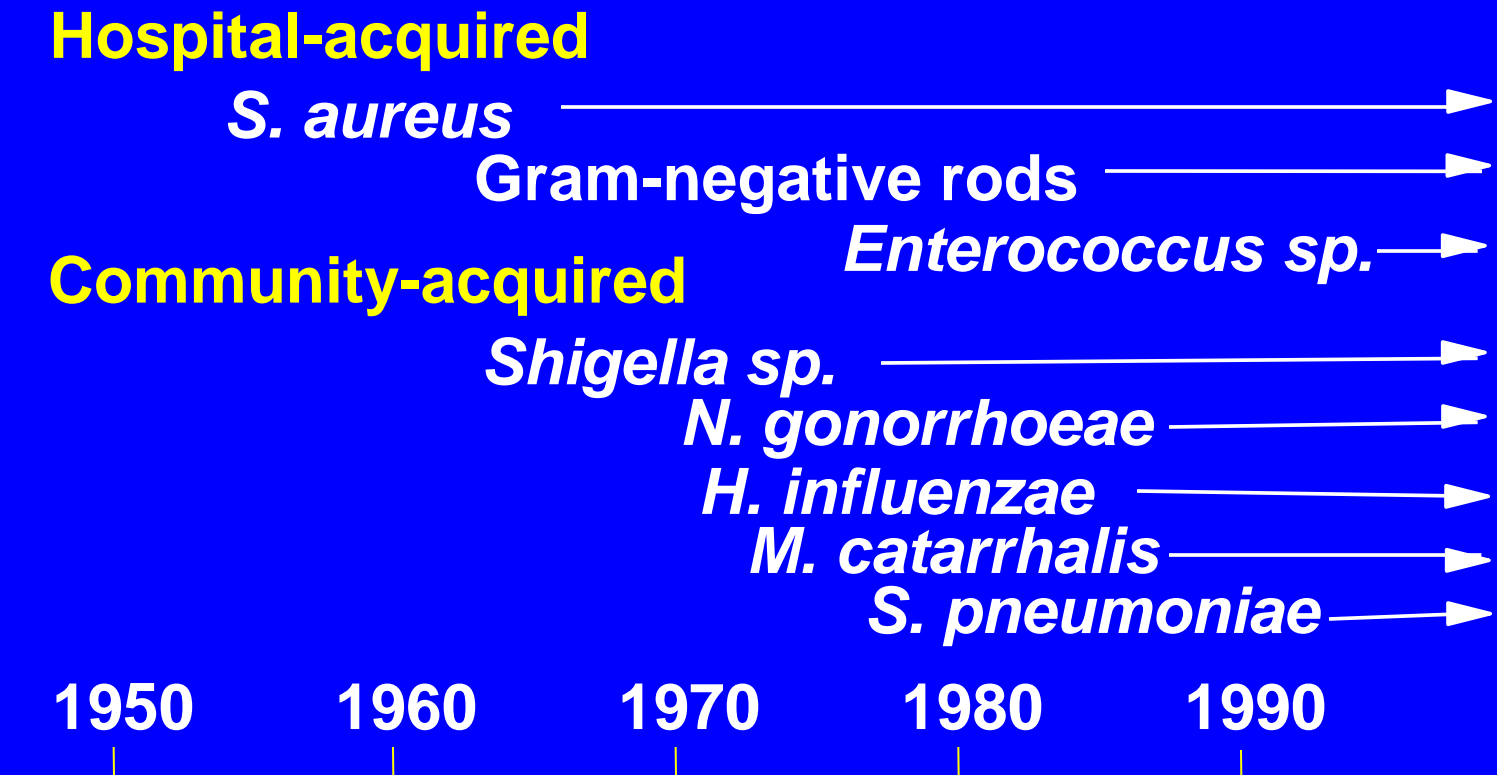 Hospital-acquired
S. aureus
Gram-negative rods
Enterococcus sp.
Community-acquired
Shigella sp.
N. gonorrhoeae
H. influenzae
M. catarrhalis
S. pneumoniae
1950 1960 1970 1980 1990